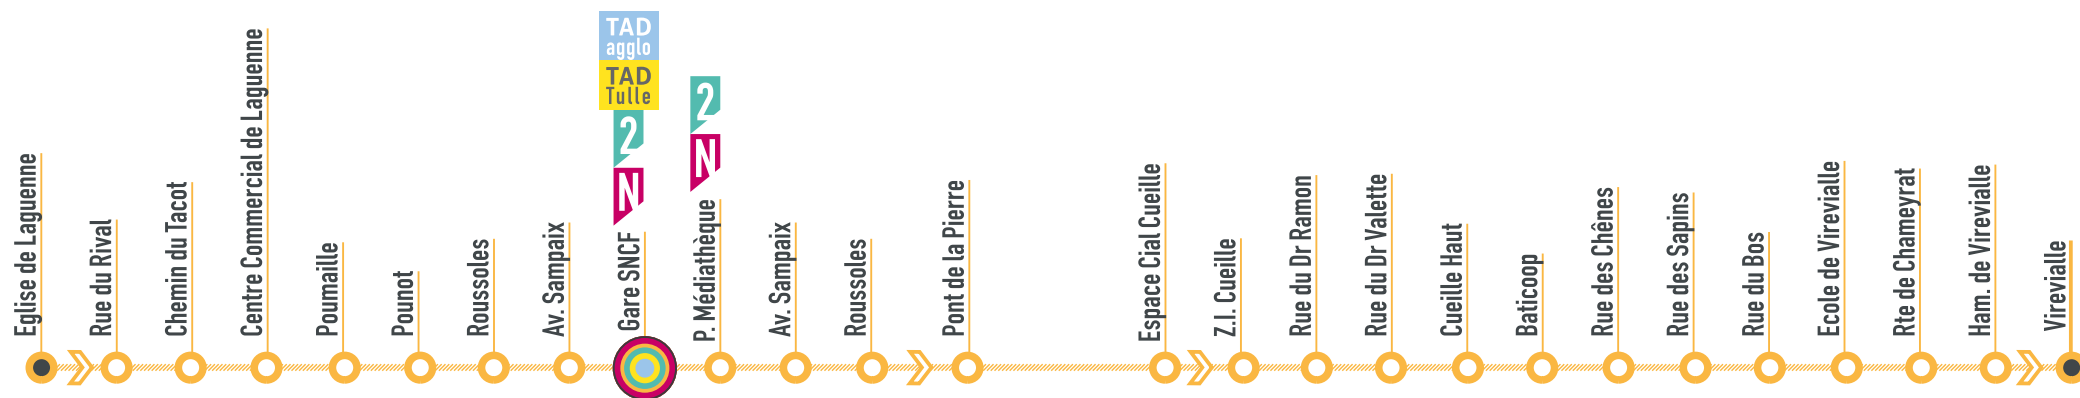 Eglise de Laguenne
Rue du Rival
Chemin du Tacot
Centre Commercial de Laguenne
Poumaille
Pounot
Roussoles
Av. Sampaix
TAD
agglo
TAD
Tulle
2
N
Gare SNCF
2
N
P. Médiathèque
Av. Sampaix
Roussoles
Pont de la Pierre
Espace Cial Cueille
Z.I. Cueille
Rue du Dr Ramon
Rue du Dr Valette
Cueille Haut
Baticoop
Rue des Chênes
Rue des Sapins
Rue du Bos
Ecole de Virevialle
Rte de Chameyrat
Ham. de Virevialle
Virevialle